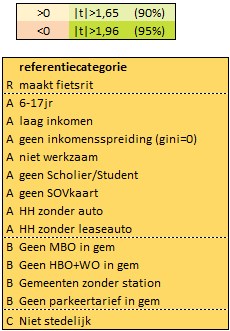 >0 |t|>1,65 (90%)
<0 |t|>1,96 (95%)
referentiecategorie
R maakt fietsrit
A 6-17jr
A laag inkomen
A geen inkomensspreiding (gini=0)
A niet werkzaam
A geen Scholier/Student
A geen SOVkaart
A HH zonder auto
A HH zonder leaseauto
B Geen MBO in gem
B Geen HBO+WO in gem
B Gemeenten zonder station
B Geen parkeertarief in gem
C Niet stedelijk